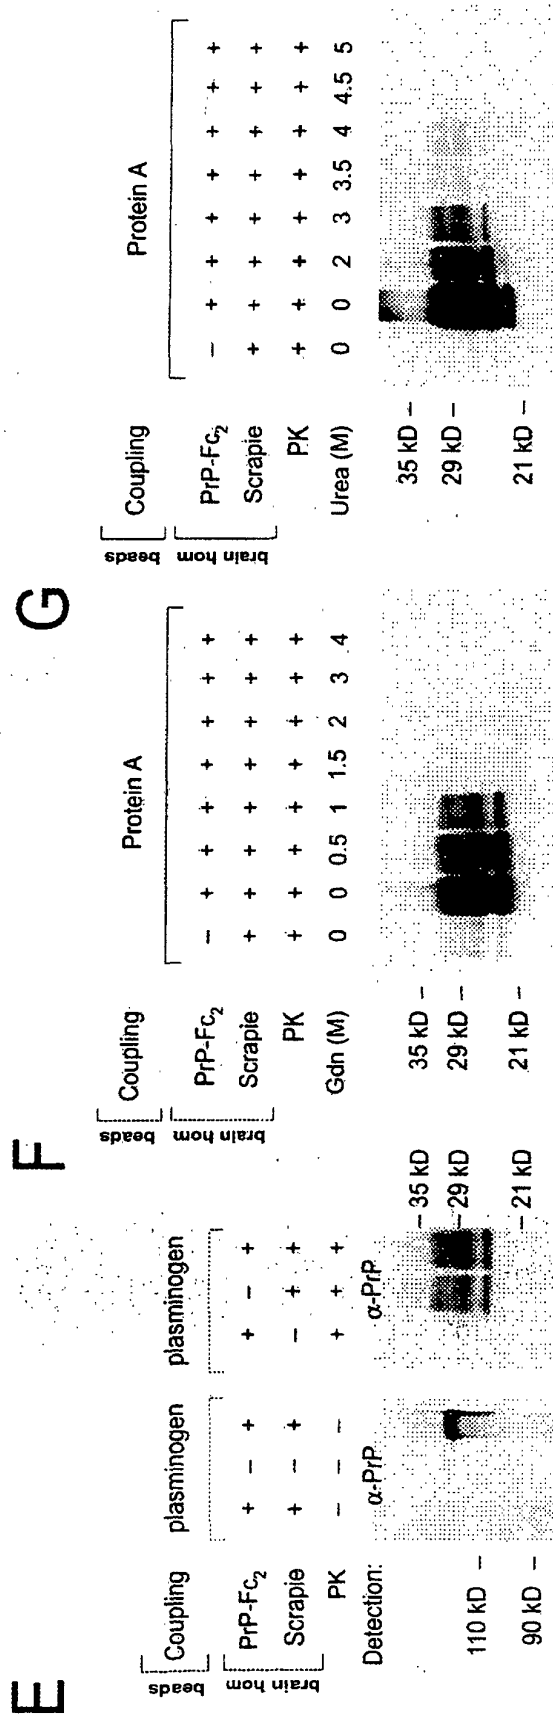 E
beads
Coupling plasminogen plasminogen
brain hom
PrP-Fc₂ + – + + – +
Scrapie + – + – + +
PK – – – + + +
Detection: α-PrP α-PrP
110 kD –
90 kD –
– 35 kD
– 29 kD
– 21 kD
F
beads
Coupling Protein A
brain hom
PrP-Fc₂ – + + + + + + +
Scrapie + + + + + + + +
PK + + + + + + + +
Gdn (M) 0 0 0.5 1 1.5 2 3 4
35 kD –
29 kD –
21 kD –
G
beads
Coupling Protein A
brain hom
PrP-Fc₂ – + + + + + + +
Scrapie + + + + + + + +
PK + + + + + + + +
Urea (M) 0 0 2 3 3.5 4 4.5 5
35 kD –
29 kD –
21 kD –